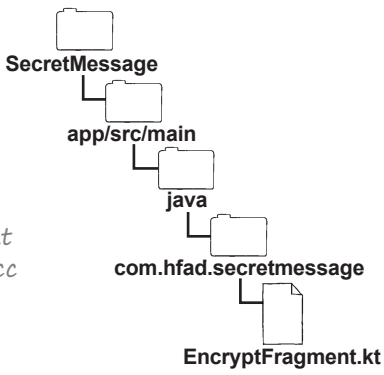 SecretMessage
app/src/main
java
com.hfad.secretmessage
EncryptFragment.kt